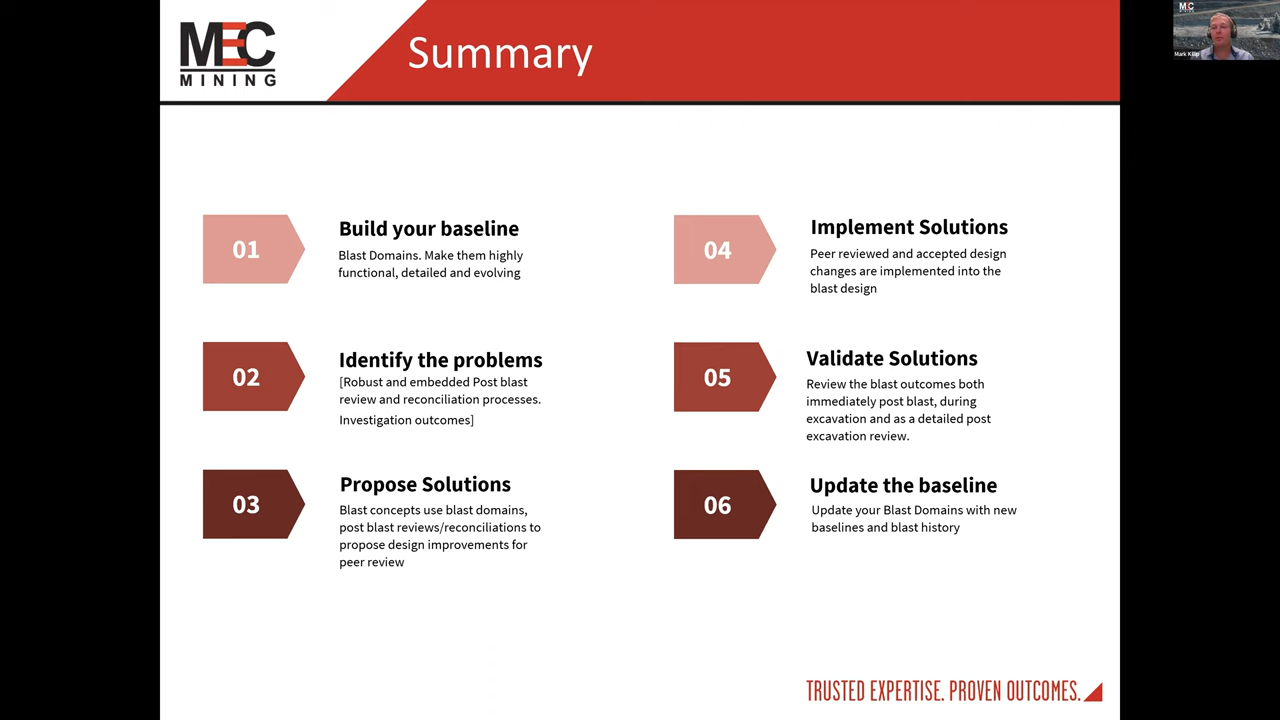 MEC
MINING
Summary
01
Build your baseline
Blast Domains. Make them highly
functional, detailed and evolving
02
Identify the problems
[Robust and embedded Post blast
review and reconciliation processes.
Investigation outcomes]
03
Propose Solutions
Blast concepts use blast domains,
post blast reviews/reconciliations to
propose design improvements for
peer review
04
Implement Solutions
Peer reviewed and accepted design
changes are implemented into the
blast design
05
Validate Solutions
Review the blast outcomes both
immediately post blast, during
excavation and as a detailed post
excavation review.
06
Update the baseline
Update your Blast Domains with new
baselines and blast history
TRUSTED EXPERTISE. PROVEN OUTCOMES.
MEC
Mark